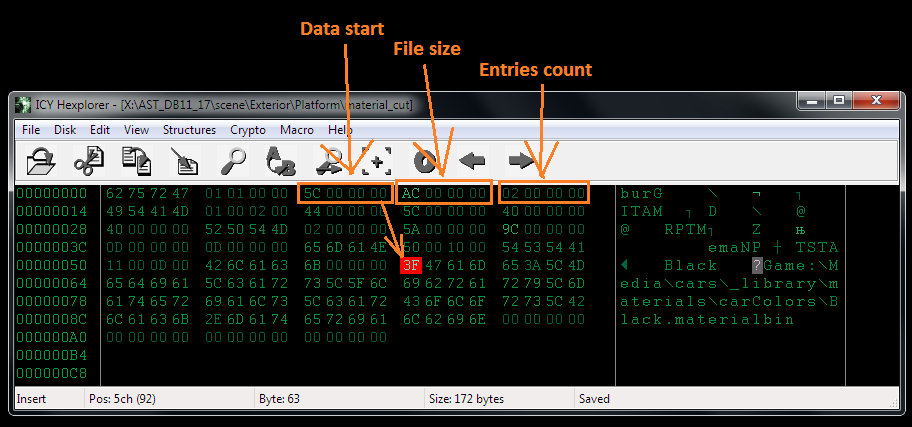 Data start
File size
Entries count
ICY Hexplorer - [X:\AST_DB11_17\scene\Exterior\Platform\material_cut]
File Disk Edit View Structures Crypto Macro Help
00000000 62 75 72 47 01 01 00 00 5C 00 00 00 AC 00 00 00 02 00 00 00 burG \ ¬ ┐
00000014 49 54 41 4D 01 00 02 00 44 00 00 00 5C 00 00 00 40 00 00 00 ITAM ┐ D \ @
00000028 40 00 00 00 52 50 54 4D 02 00 00 00 5A 00 00 00 9C 00 00 00 @ RPTM┐ Z њ
0000003C 0D 00 00 00 0D 00 00 00 65 6D 61 4E 50 00 10 00 54 53 54 41 emaNP ┼ TSTA
00000050 11 00 0D 00 42 6C 61 63 6B 00 00 00 3F 47 61 6D 65 3A 5C 4D ◄ Black ?Game:\M
00000064 65 64 69 61 5C 63 61 72 73 5C 5F 6C 69 62 72 61 72 79 5C 6D edia\cars\_library\m
00000078 61 74 65 72 69 61 6C 73 5C 63 61 72 43 6F 6C 6F 72 73 5C 42 aterials\carColors\B
0000008C 6C 61 63 6B 2E 6D 61 74 65 72 69 61 6C 62 69 6E 00 00 00 00 lack.materialbin
000000A0 00 00 00 00 00 00 00 00 00 00 00 00
000000B4
000000C8
Insert Pos: 5ch (92) Byte: 63 Size: 172 bytes Saved